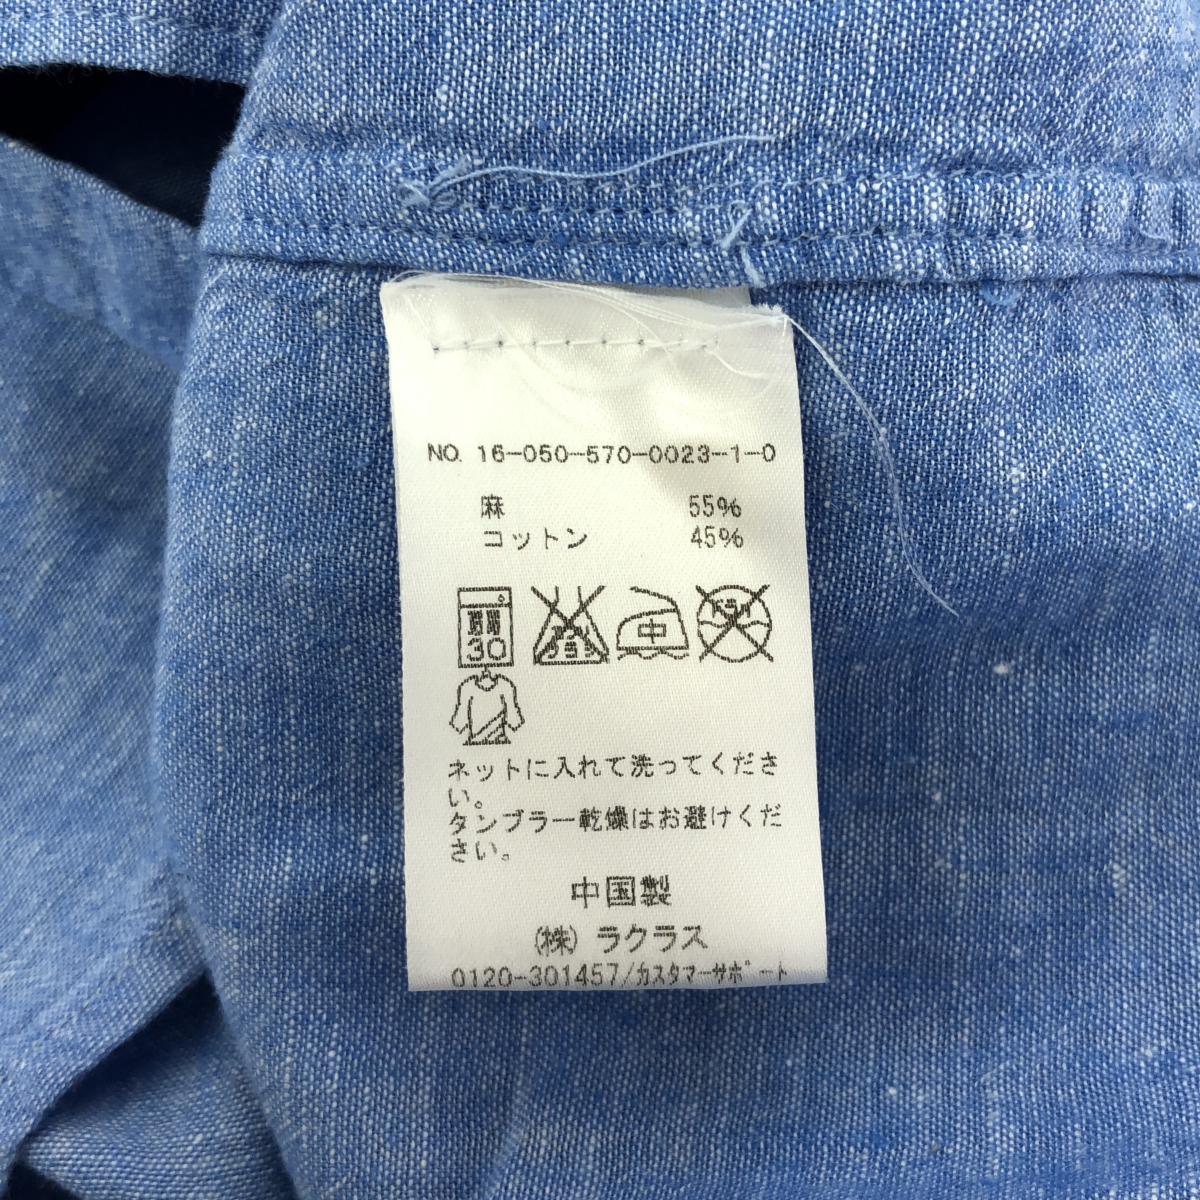 NO. 16-050-570-0023-1-0
麻 55%
コットン 45%
30
中
ネットに入れて洗ってくださ
い。
タンブラー乾燥はお避けくだ
さい。
中国製
(株) ラクラス
0120-301457/カスタマーサポート